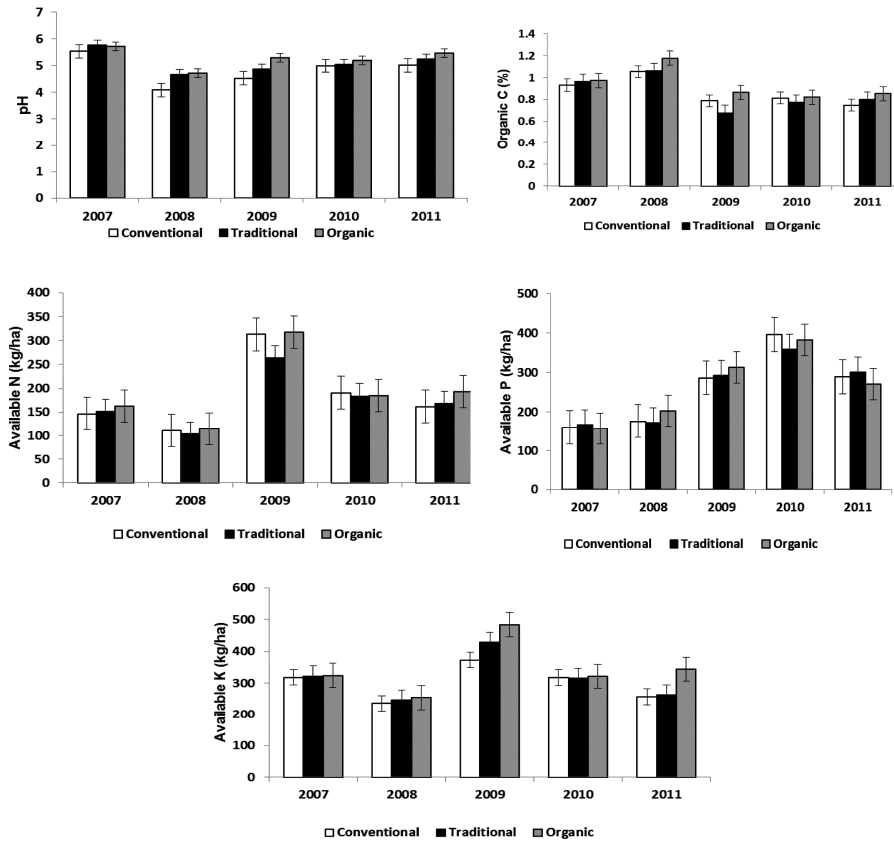 pH
7
6
5
4
3
2
1
0
2007 2008 2009 2010 2011
Conventional Traditional Organic
Organic C (%)
1.4
1.2
1
0.8
0.6
0.4
0.2
0
2007 2008 2009 2010 2011
Conventional Traditional Organic
Available N (kg/ha)
400
350
300
250
200
150
100
50
0
2007 2008 2009 2010 2011
Conventional Traditional Organic
Available P (kg/ha)
500
400
300
200
100
0
2007 2008 2009 2010 2011
Conventional Traditional Organic
Available K (kg/ha)
600
500
400
300
200
100
0
2007 2008 2009 2010 2011
Conventional Traditional Organic